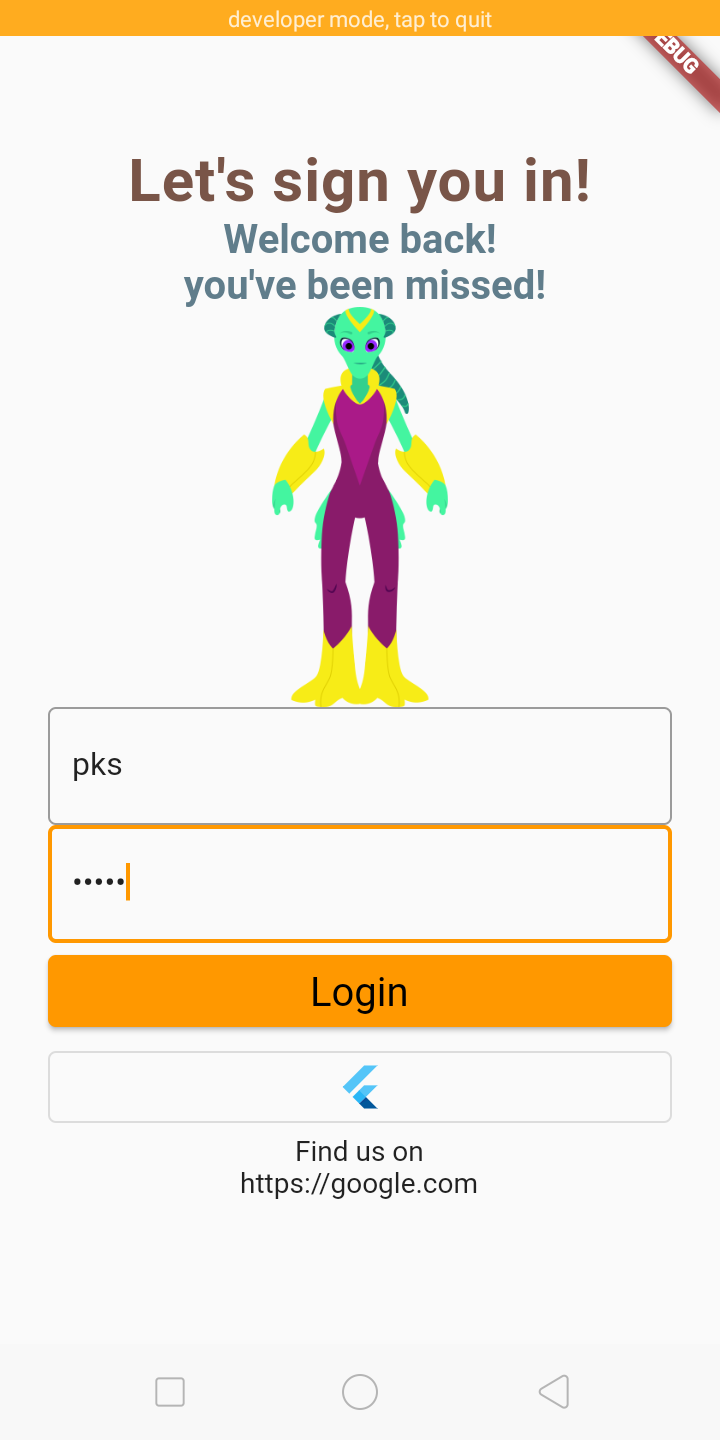 developer mode, tap to quit
EBUG
Let's sign you in!
Welcome back!
you've been missed!
pks
•••••
Login
Find us on
https://google.com